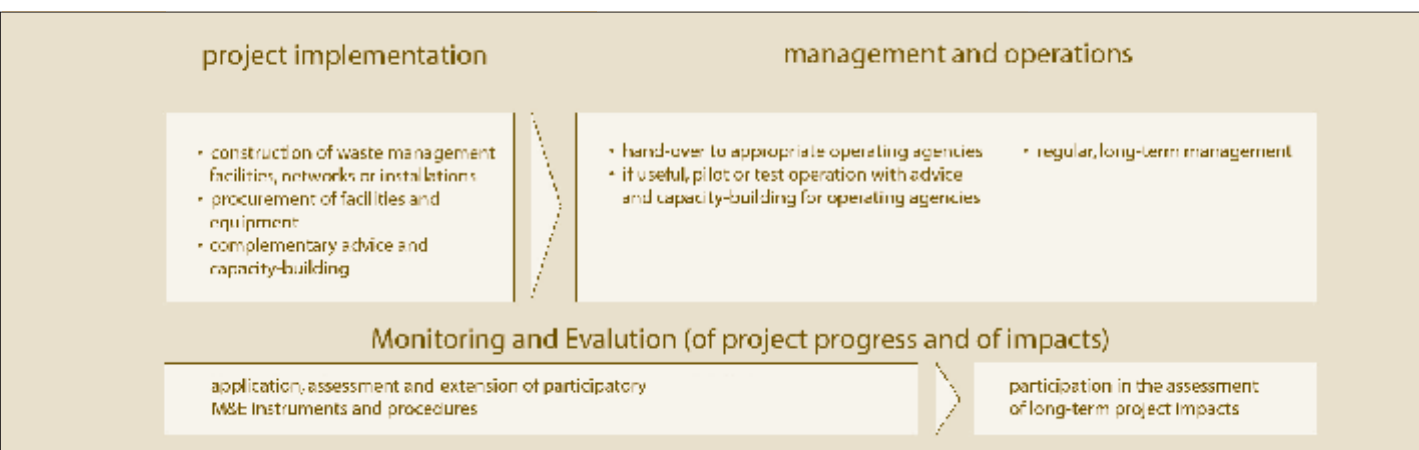 project implementation
management and operations
• construction of waste management
facilities, networks or installations
• procurement of facilities and
equipment
• complementary advice and
capacity-building
• hand-over to appropriate operating agencies
• if useful, pilot or test operation with advice
and capacity-building for operating agencies
• regular, long-term management
Monitoring and Evalution (of project progress and of impacts)
application, assessment and extension of participatory
M&E instruments and procedures
participation in the assessment
of long-term project impacts